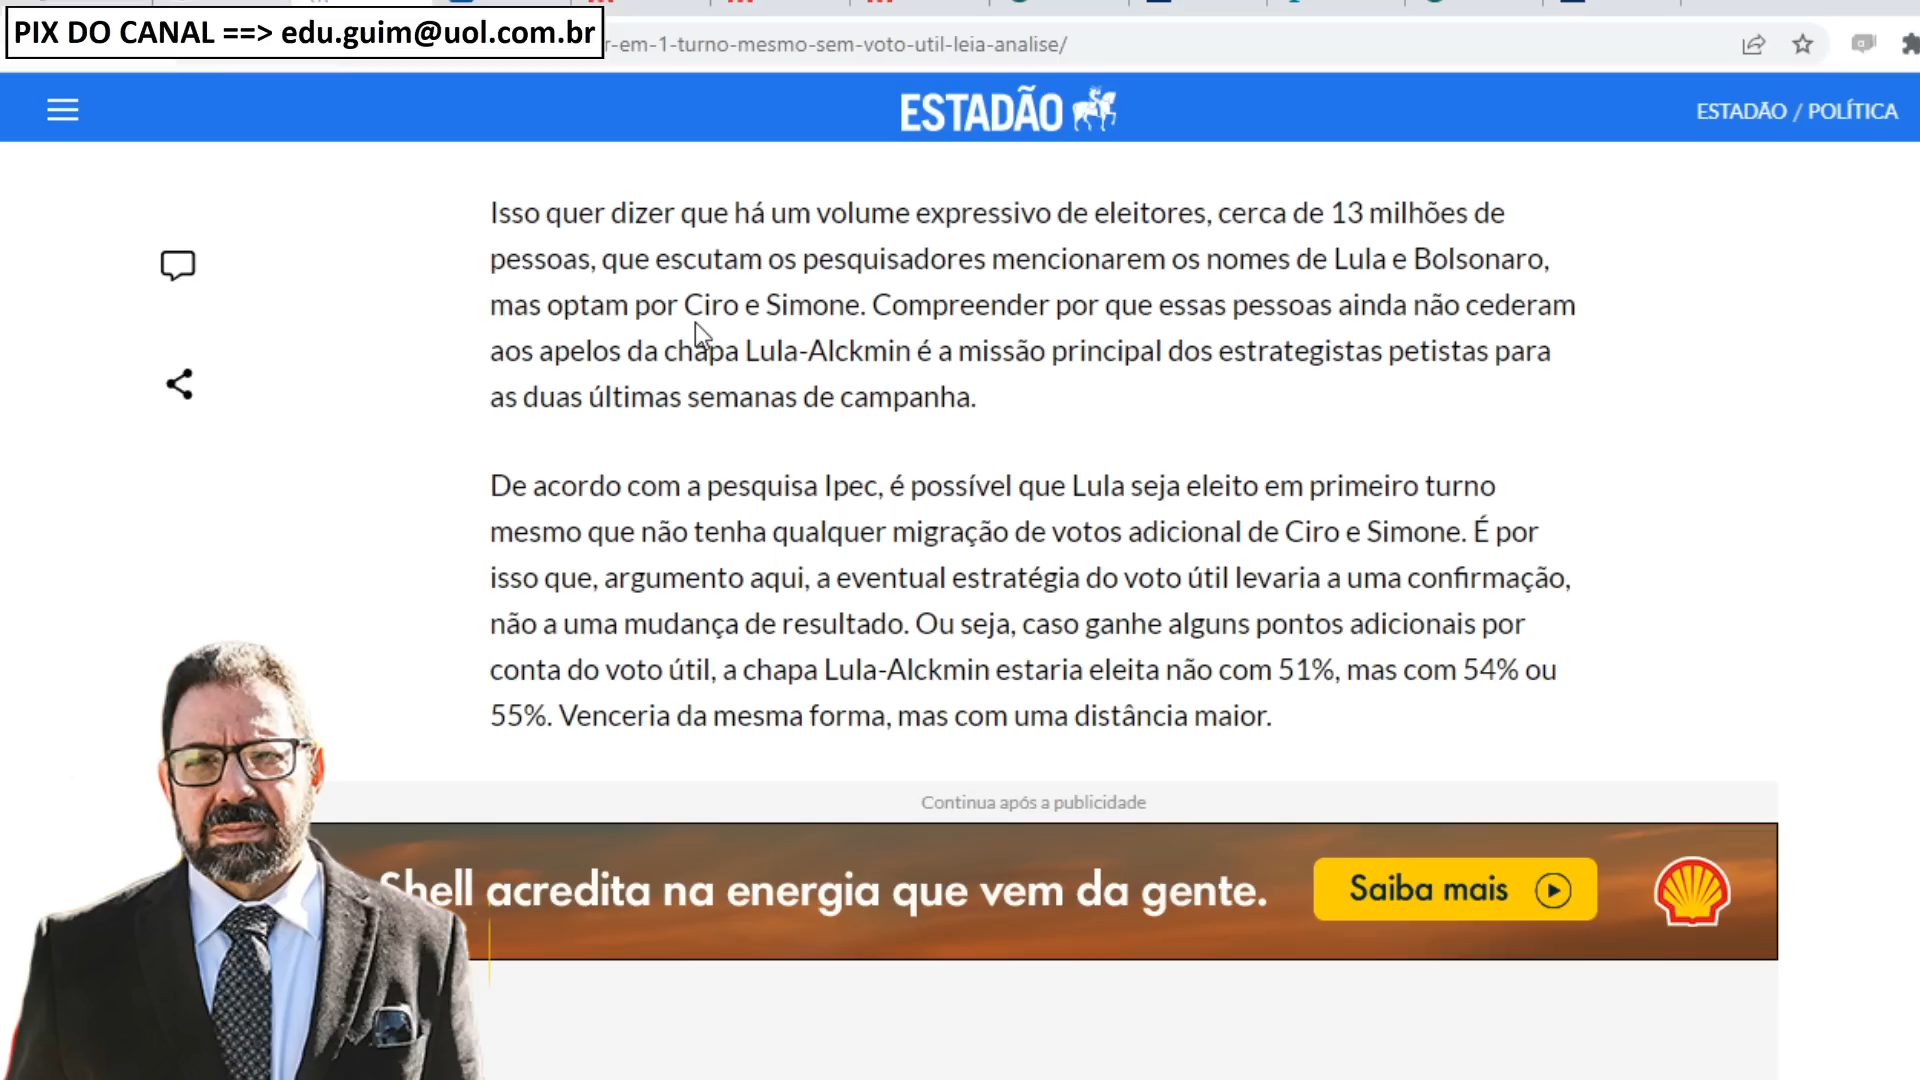 PIX DO CANAL ==> edu.guim@uol.com.br
r-em-1-turno-mesmo-sem-voto-util-leia-analise/
ESTADÃO
ESTADÃO / POLÍTICA
Isso quer dizer que há um volume expressivo de eleitores, cerca de 13 milhões de
pessoas, que escutam os pesquisadores mencionarem os nomes de Lula e Bolsonaro,
mas optam por Ciro e Simone. Compreender por que essas pessoas ainda não cederam
aos apelos da chapa Lula-Alckmin é a missão principal dos estrategistas petistas para
as duas últimas semanas de campanha.
De acordo com a pesquisa Ipec, é possível que Lula seja eleito em primeiro turno
mesmo que não tenha qualquer migração de votos adicional de Ciro e Simone. É por
isso que, argumento aqui, a eventual estratégia do voto útil levaria a uma confirmação,
não a uma mudança de resultado. Ou seja, caso ganhe alguns pontos adicionais por
conta do voto útil, a chapa Lula-Alckmin estaria eleita não com 51%, mas com 54% ou
55%. Venceria da mesma forma, mas com uma distância maior.
Continua após a publicidade
Shell acredita na energia que vem da gente.
Saiba mais